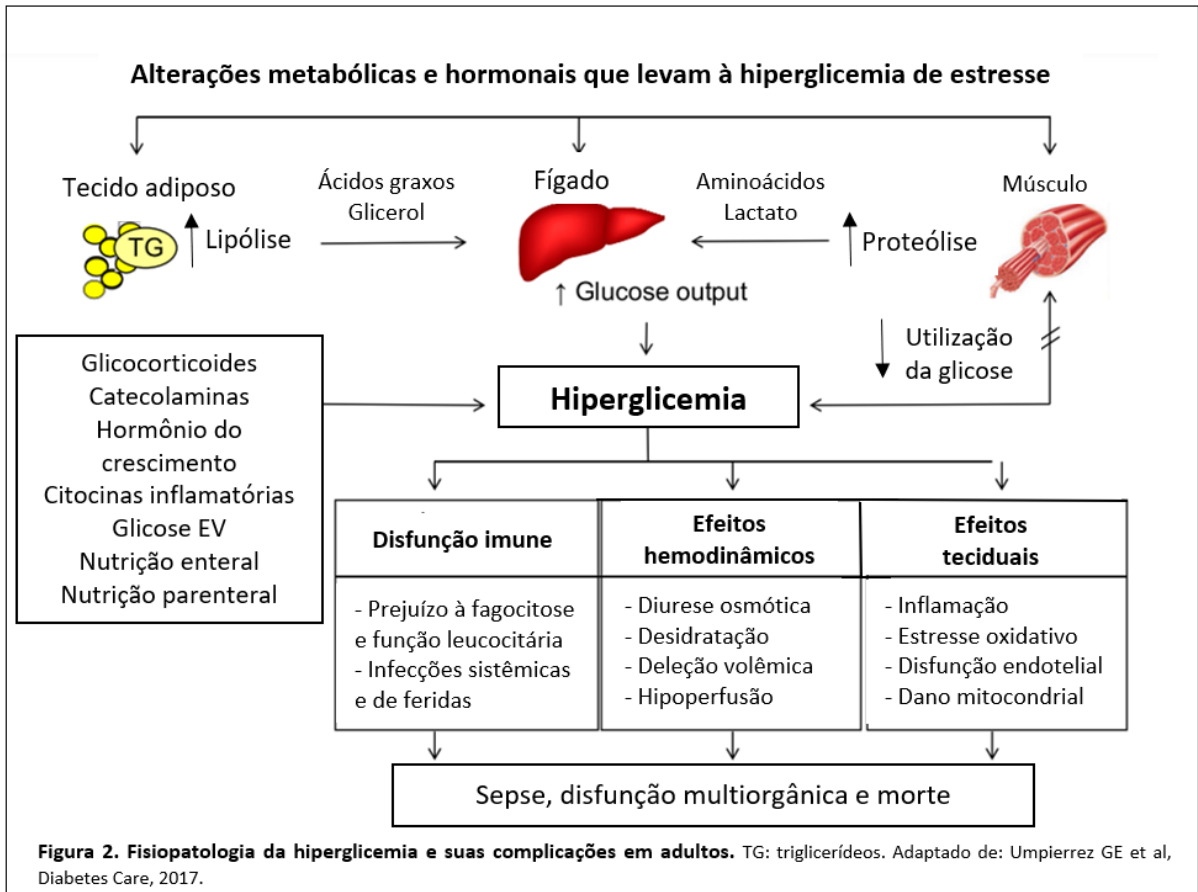 Alterações metabólicas e hormonais que levam à hiperglicemia de estresse
Tecido adiposo
TG
↑ Lipólise
Ácidos graxos
Glicerol
Fígado
↑ Glucose output
Aminoácidos
Lactato
↑ Proteólise
Músculo
↓ Utilização
da glicose
Glicocorticoides
Catecolaminas
Hormônio do
crescimento
Citocinas inflamatórias
Glicose EV
Nutrição enteral
Nutrição parenteral
Hiperglicemia
Disfunção imune
- Prejuízo à fagocitose
e função leucocitária
- Infecções sistêmicas
e de feridas
Efeitos
hemodinâmicos
- Diurese osmótica
- Desidratação
- Deleção volêmica
- Hipoperfusão
Efeitos
teciduais
- Inflamação
- Estresse oxidativo
- Disfunção endotelial
- Dano mitocondrial
Sepse, disfunção multiorgânica e morte
Figura 2. Fisiopatologia da hiperglicemia e suas complicações em adultos. TG: triglicerídeos. Adaptado de: Umpierrez GE et al,
Diabetes Care, 2017.